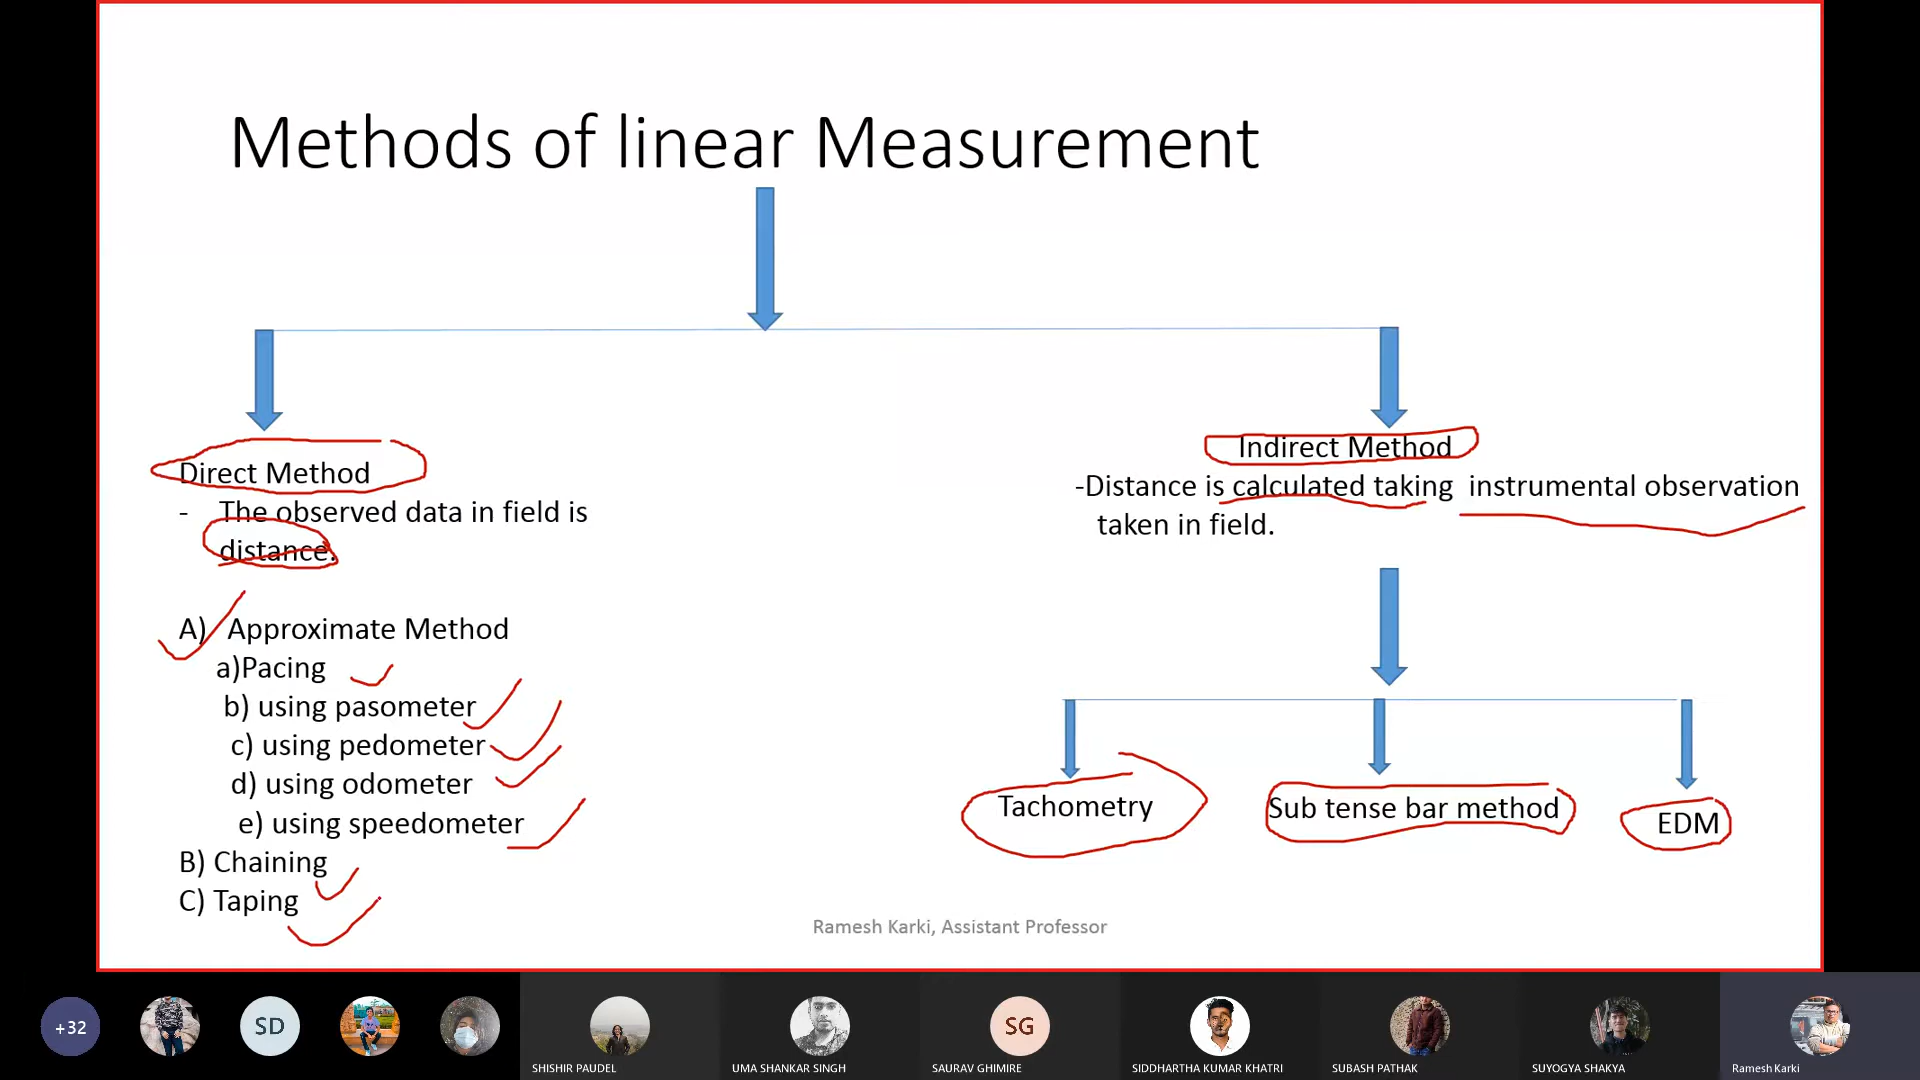 Methods of linear Measurement
Direct Method
- The observed data in field is
distance.
A) Approximate Method
a)Pacing
b) using pasometer
c) using pedometer
d) using odometer
e) using speedometer
B) Chaining
C) Taping
Indirect Method
-Distance is calculated taking instrumental observation
taken in field.
Tachometry
Sub tense bar method
EDM
Ramesh Karki, Assistant Professor
+32
SD
SHISHIR PAUDEL
UMA SHANKAR SINGH
SG
SAURAV GHIMIRE
SIDDHARTHA KUMAR KHATRI
SUBASH PATHAK
SUYOGYA SHAKYA
Ramesh Karki